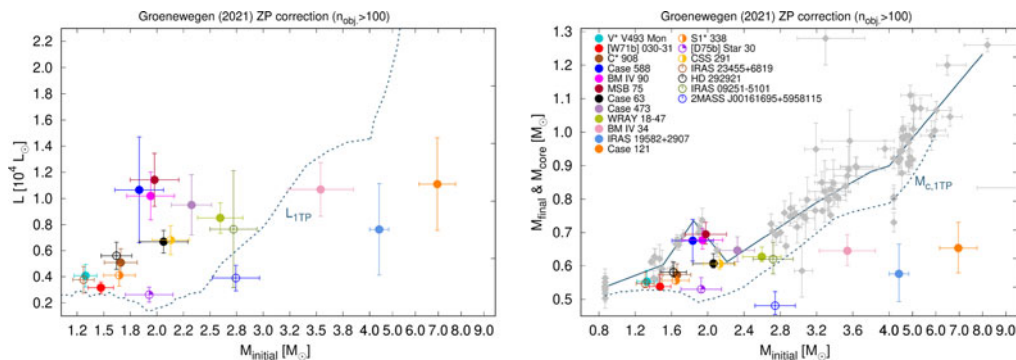 Groenewegen (2021) ZP correction (n_obj.>100)
2.2
2.0
1.8
1.6
1.4
1.2
1.0
0.8
0.6
0.4
0.2
L [10⁴ L☉]
L_1TP
1.2 1.5 1.8 2.0 2.2 2.5 2.8 3.0 3.5 4.0 5.0 6.0 7.0 8.0 9.0
M_initial [M☉]
Groenewegen (2021) ZP correction (n_obj.>100)
1.3
1.2
1.1
1.0
0.9
0.8
0.7
0.6
0.5
M_final & M_core [M☉]
V* V493 Mon
[W71b] 030-31
C* 908
Case 588
BM IV 90
MSB 75
Case 63
Case 473
WRAY 18-47
BM IV 34
IRAS 19582+2907
Case 121
S1* 338
[D75b] Star 30
CSS 291
IRAS 23455+6819
HD 292921
IRAS 09251-5101
2MASS J00161695+5958115
M_c,1TP
0.8 1.2 1.6 2.0 2.4 2.8 3.2 3.6 4.0 5.0 6.0 7.0 8.0 9.0
M_initial [M☉]